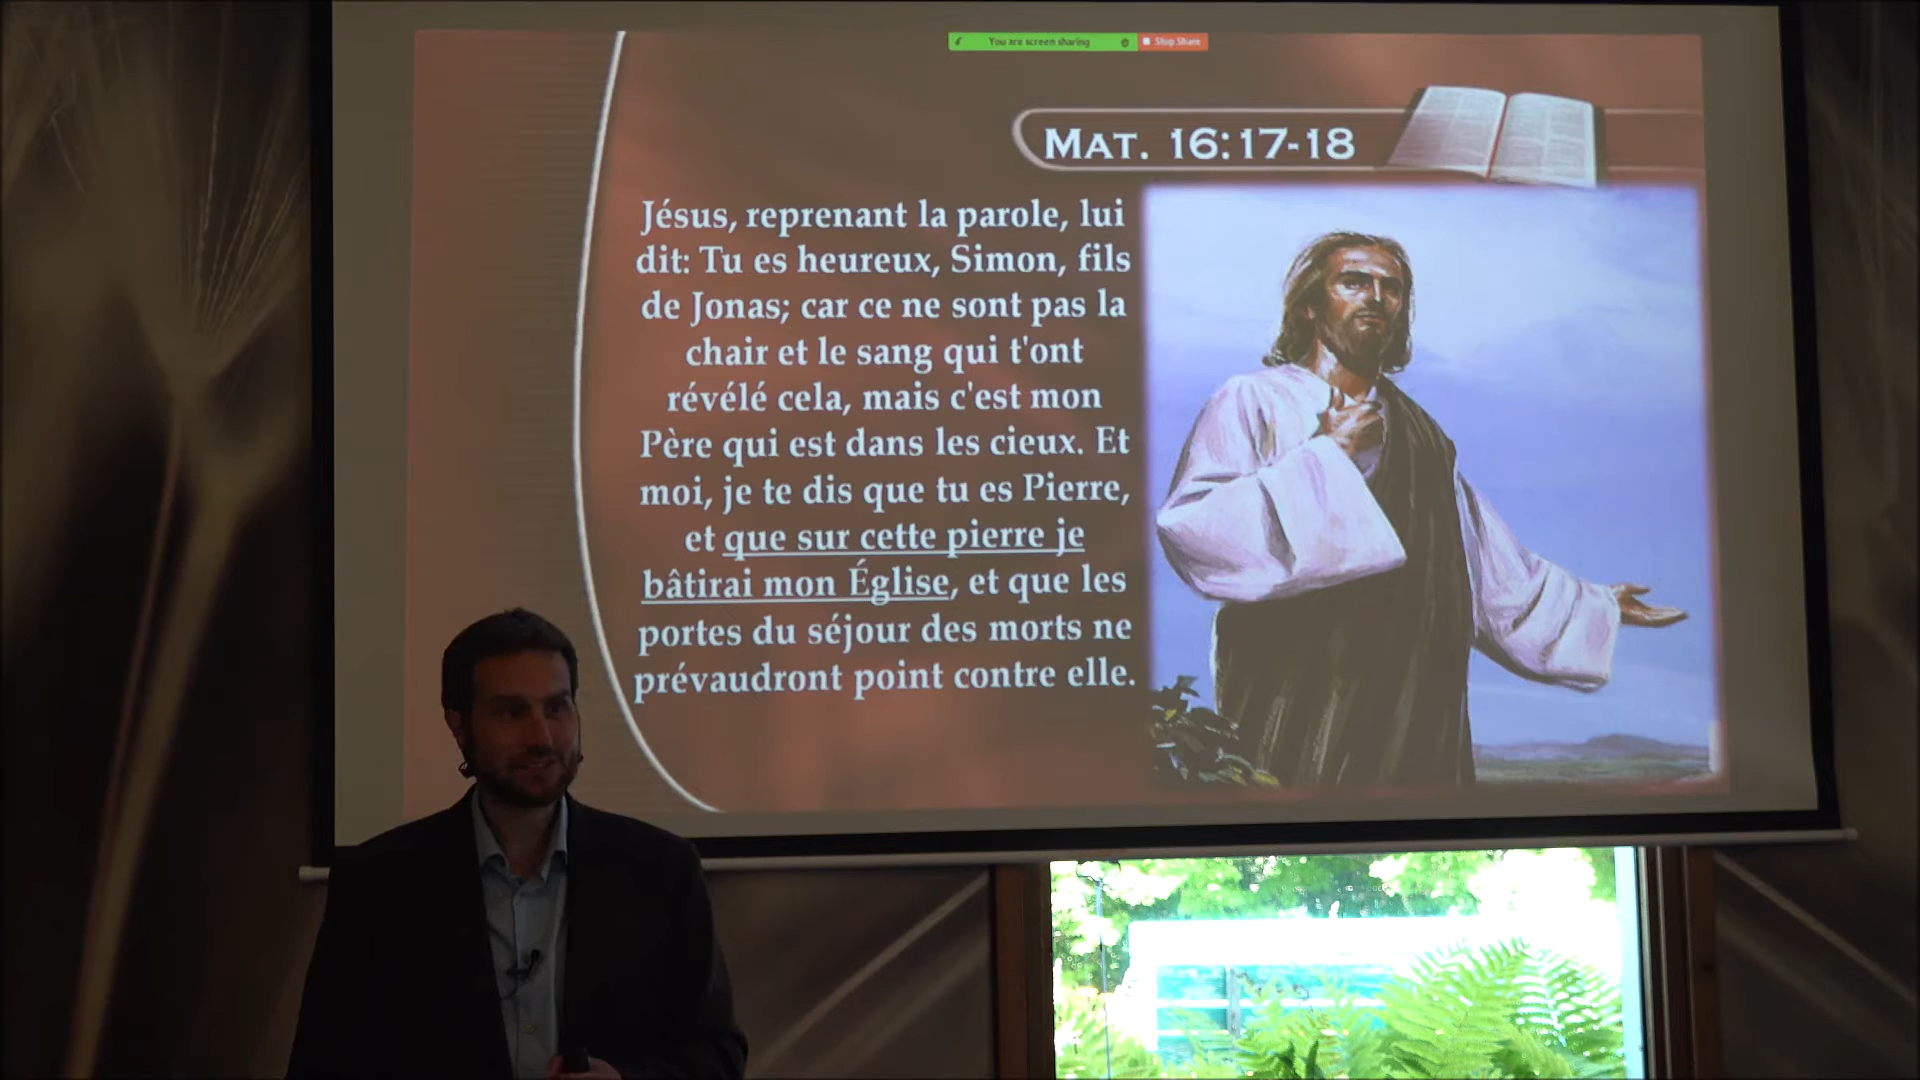 You are screen sharing
Stop Share
MAT. 16:17-18
Jésus, reprenant la parole, lui
dit: Tu es heureux, Simon, fils
de Jonas; car ce ne sont pas la
chair et le sang qui t'ont
révélé cela, mais c'est mon
Père qui est dans les cieux. Et
moi, je te dis que tu es Pierre,
et que sur cette pierre je
bâtirai mon Église, et que les
portes du séjour des morts ne
prévaudront point contre elle.